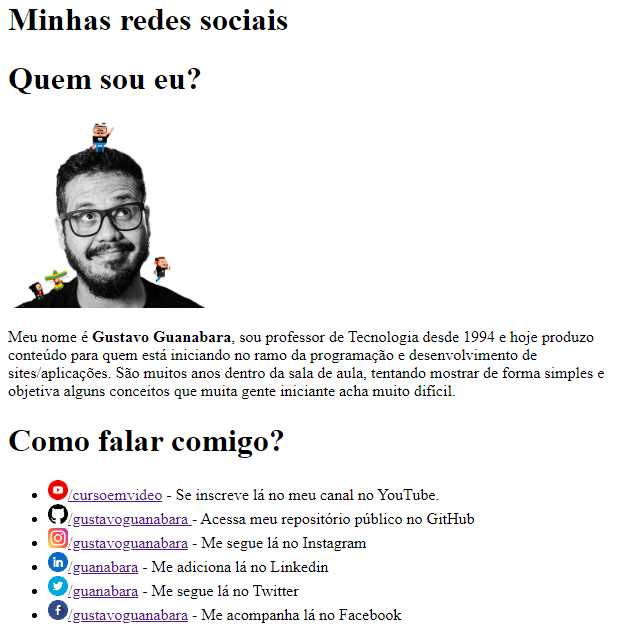 Minhas redes sociais
Quem sou eu?
Meu nome é Gustavo Guanabara, sou professor de Tecnologia desde 1994 e hoje produzo
conteúdo para quem está iniciando no ramo da programação e desenvolvimento de
sites/aplicações. São muitos anos dentro da sala de aula, tentando mostrar de forma simples e
objetiva alguns conceitos que muita gente iniciante acha muito difícil.
Como falar comigo?
/cursoemvideo - Se inscreve lá no meu canal no YouTube.
/gustavoguanabara - Acessa meu repositório público no GitHub
/gustavoguanabara - Me segue lá no Instagram
/guanabara - Me adiciona lá no Linkedin
/guanabara - Me segue lá no Twitter
/gustavoguanabara - Me acompanha lá no Facebook